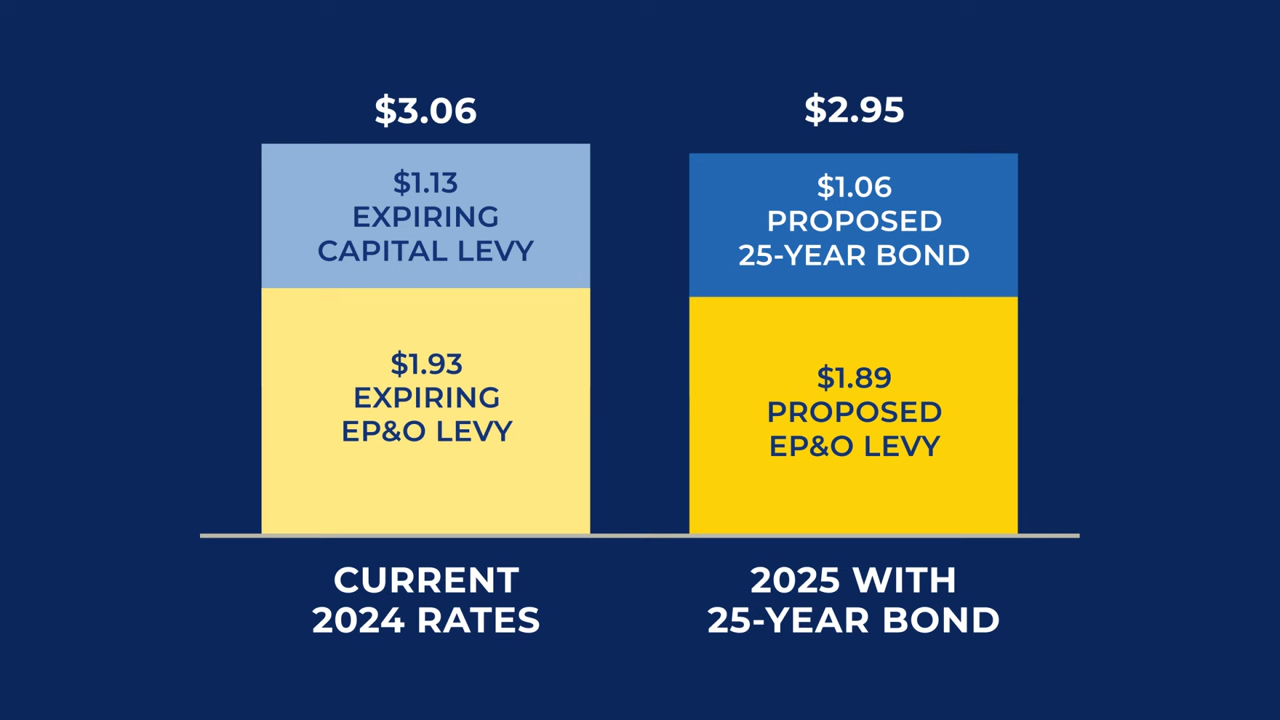 $3.06
$1.13
EXPIRING
CAPITAL LEVY
$1.93
EXPIRING
EP&O LEVY
CURRENT
2024 RATES
$2.95
$1.06
PROPOSED
25-YEAR BOND
$1.89
PROPOSED
EP&O LEVY
2025 WITH
25-YEAR BOND